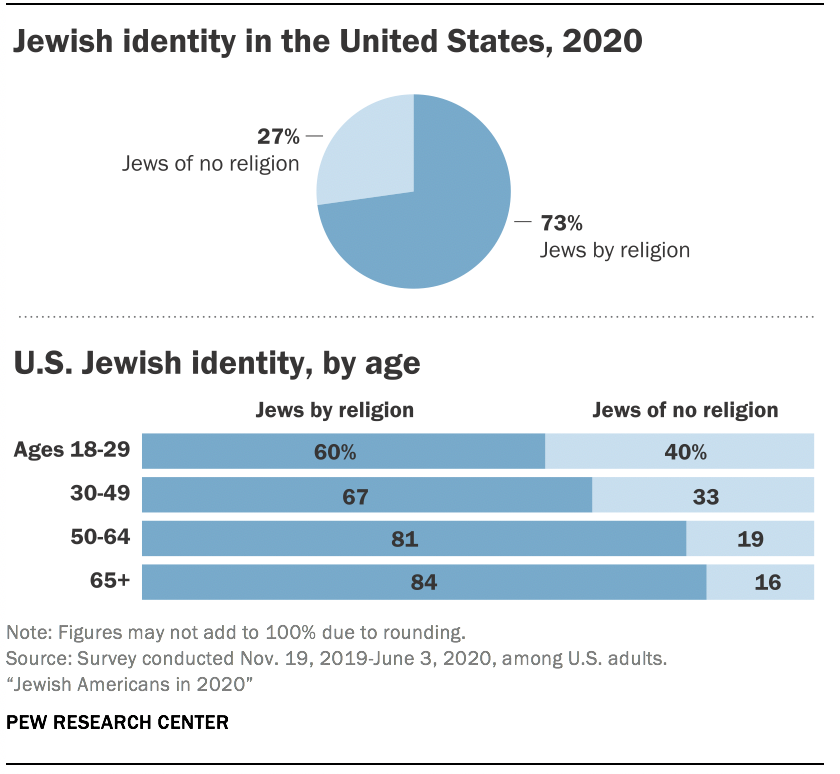 Jewish identity in the United States, 2020
27%
Jews of no religion
73%
Jews by religion
U.S. Jewish identity, by age
Jews by religion Jews of no religion
Ages 18-29 60% 40%
30-49 67 33
50-64 81 19
65+ 84 16
Note: Figures may not add to 100% due to rounding.
Source: Survey conducted Nov. 19, 2019-June 3, 2020, among U.S. adults.
“Jewish Americans in 2020”
PEW RESEARCH CENTER